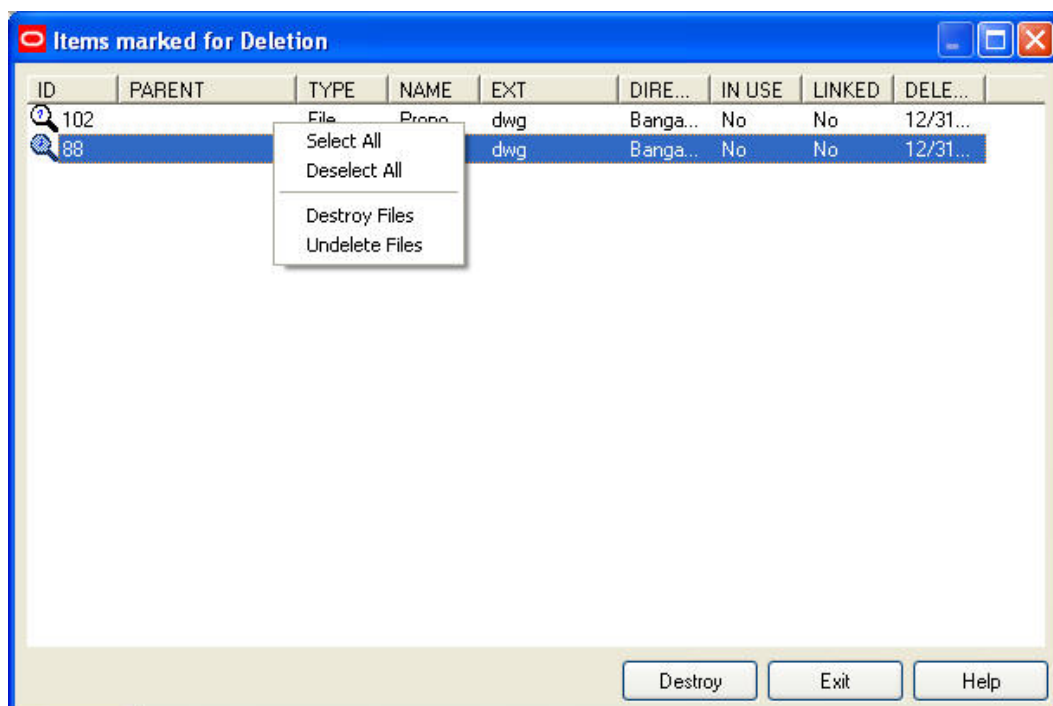 Items marked for Deletion
ID PARENT TYPE NAME EXT DIRE... IN USE LINKED DELE...
102 File Propo dwg Banga... No No 12/31...
88 dwg Banga... No No 12/31...
Select All
Deselect All
Destroy Files
Undelete Files
Destroy Exit Help